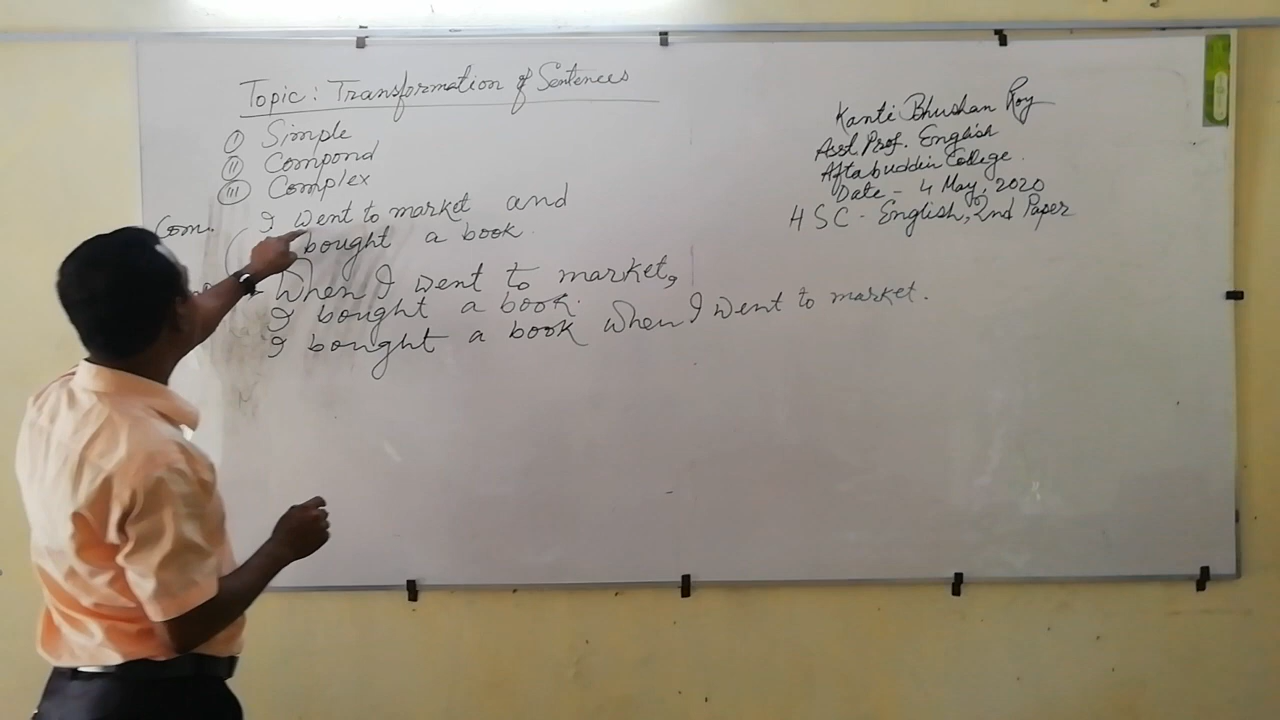 Topic: Transformation of Sentences
(I) Simple
(II) Compond
(III) Complex
Com. I went to market and
bought a book.
When I went to market,
I bought a book.
I bought a book when I went to market.
Kanti Bhushan Roy
Asst. Prof. English
Aftabuddin College.
Date - 4 May, 2020
HSC - English, 2nd Paper